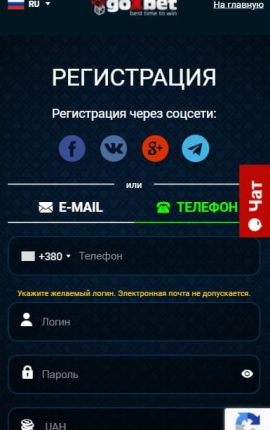 RU
goXbet
best time to win
На главную
РЕГИСТРАЦИЯ
Регистрация через соцсети:
или
E-MAIL
ТЕЛЕФОН
Чат
+380
Телефон
Укажите желаемый логин. Электронная почта не допускается.
Логин
Пароль
UAH